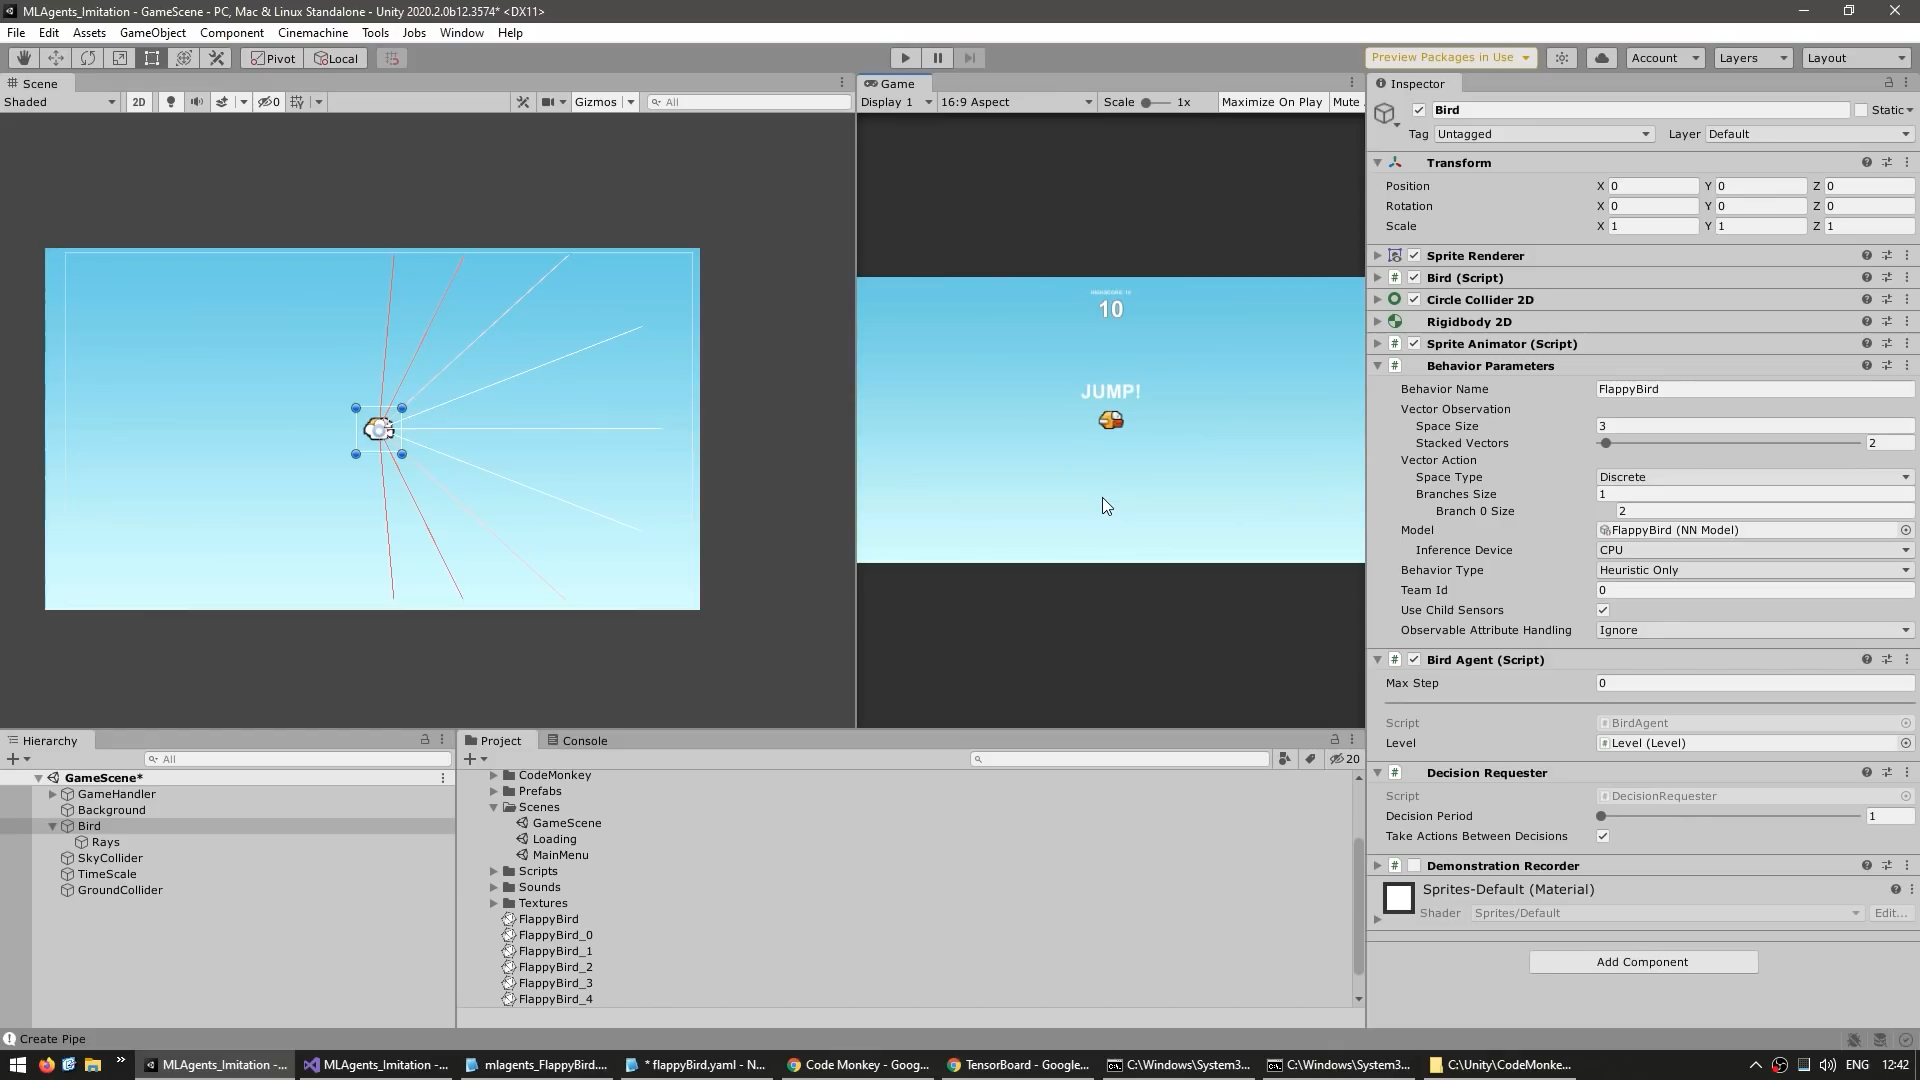 MLAgents_Imitation - GameScene - PC, Mac & Linux Standalone - Unity 2020.2.0b12.3574* <DX11>
File Edit Assets GameObject Component Cinemachine Tools Jobs Window Help
Pivot Local Preview Packages in Use Account Layers Layout
Scene
Shaded 2D 0 Gizmos All
Game
Display 1 16:9 Aspect Scale 1x Maximize On Play Mute
10
JUMP!
Inspector
Bird Static
Tag Untagged Layer Default
Transform
Position X 0 Y 0 Z 0
Rotation X 0 Y 0 Z 0
Scale X 1 Y 1 Z 1
Sprite Renderer
Bird (Script)
Circle Collider 2D
Rigidbody 2D
Sprite Animator (Script)
Behavior Parameters
Behavior Name FlappyBird
Vector Observation
Space Size 3
Stacked Vectors 2
Vector Action
Space Type Discrete
Branches Size 1
Branch 0 Size 2
Model FlappyBird (NN Model)
Inference Device CPU
Behavior Type Heuristic Only
Team Id 0
Use Child Sensors
Observable Attribute Handling Ignore
Bird Agent (Script)
Max Step 0
Script BirdAgent
Level Level (Level)
Decision Requester
Script DecisionRequester
Decision Period 1
Take Actions Between Decisions
Demonstration Recorder
Sprites-Default (Material)
Shader Sprites/Default Edit...
Add Component
Hierarchy
All
GameScene*
GameHandler
Background
Bird
Rays
SkyCollider
TimeScale
GroundCollider
Project Console
20
CodeMonkey
Prefabs
Scenes
GameScene
Loading
MainMenu
Scripts
Sounds
Textures
FlappyBird
FlappyBird_0
FlappyBird_1
FlappyBird_2
FlappyBird_3
FlappyBird_4
Create Pipe
MLAgents_Imitation -... MLAgents_Imitation -... mlagents_FlappyBird.... * flappyBird.yaml - N... Code Monkey - Goog... TensorBoard - Google... C:\Windows\System3... C:\Windows\System3... C:\Unity\CodeMonke... ENG 12:42